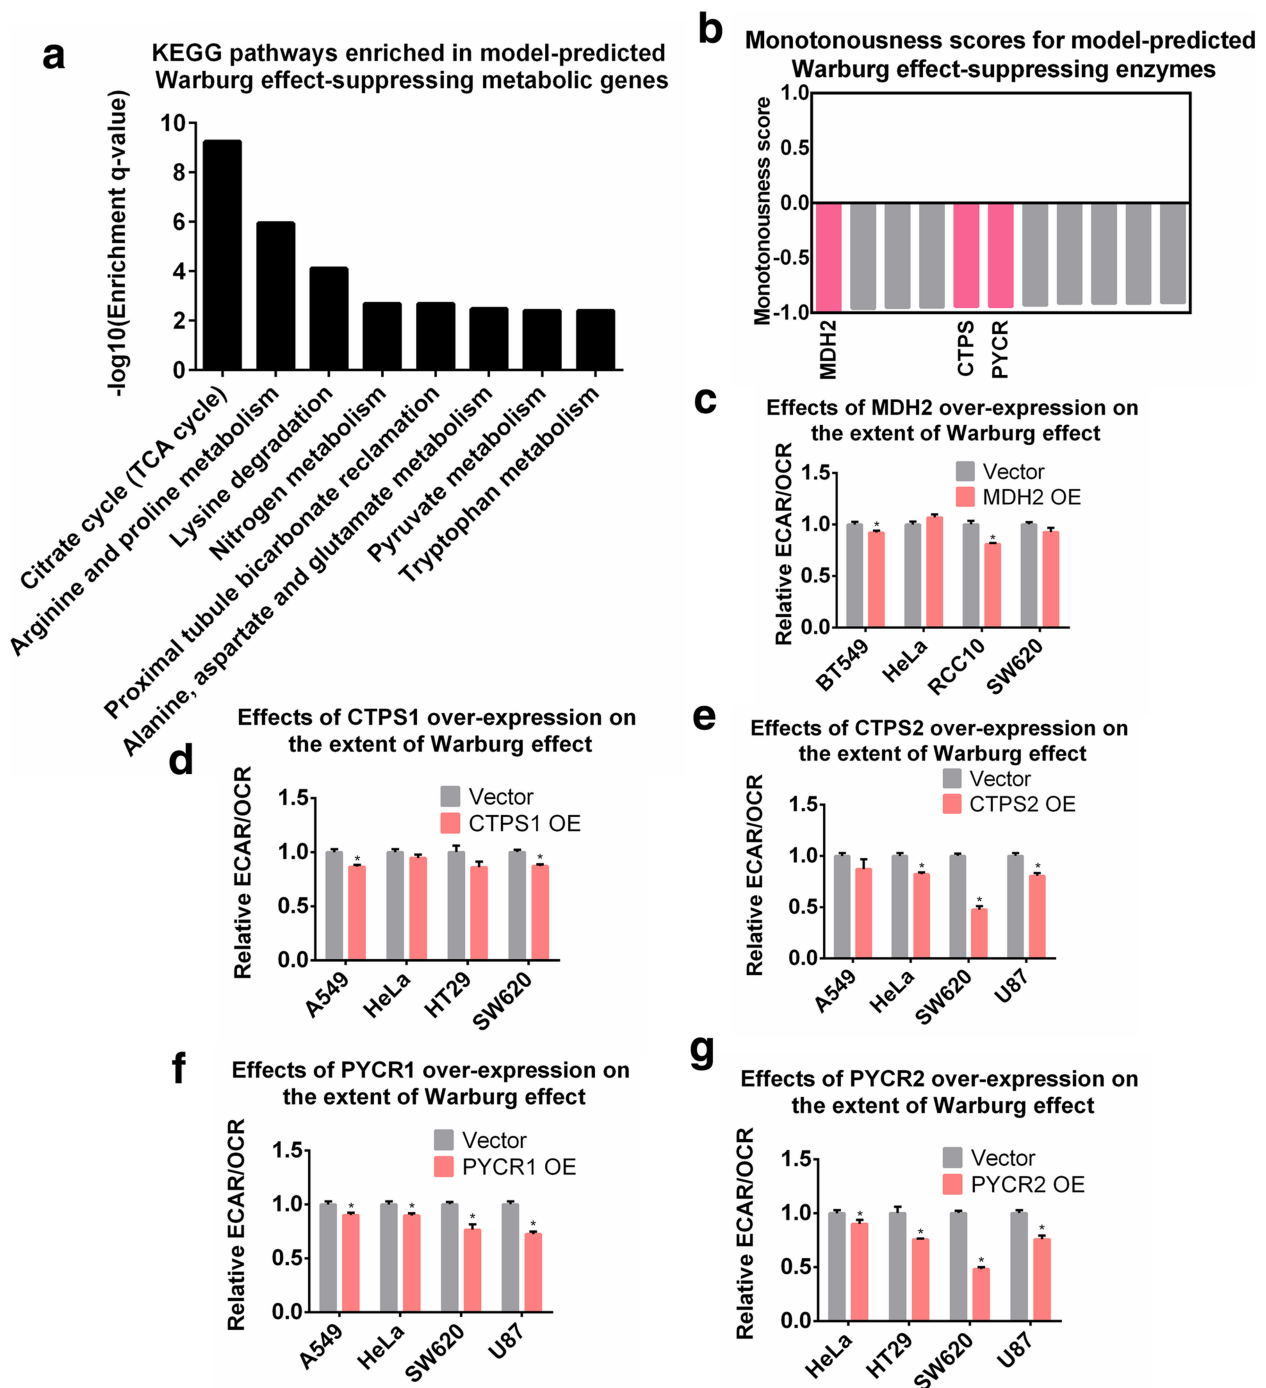 a
KEGG pathways enriched in model-predicted
Warburg effect-suppressing metabolic genes
-log10(Enrichment q-value)
10
8
6
4
2
0
Citrate cycle (TCA cycle)
Arginine and proline metabolism
Lysine degradation
Nitrogen metabolism
Proximal tubule bicarbonate reclamation
Alanine, aspartate and glutamate metabolism
Pyruvate metabolism
Tryptophan metabolism
b
Monotonousness scores for model-predicted
Warburg effect-suppressing enzymes
Monotonousness score
1.0
0.5
0.0
-0.5
-1.0
MDH2
CTPS
PYCR
c
Effects of MDH2 over-expression on
the extent of Warburg effect
Relative ECAR/OCR
1.5
1.0
0.5
0.0
Vector
MDH2 OE
*
*
BT549
HeLa
RCC10
SW620
d
Effects of CTPS1 over-expression on
the extent of Warburg effect
Relative ECAR/OCR
1.5
1.0
0.5
0.0
Vector
CTPS1 OE
*
*
A549
HeLa
HT29
SW620
e
Effects of CTPS2 over-expression on
the extent of Warburg effect
Relative ECAR/OCR
1.5
1.0
0.5
0.0
Vector
CTPS2 OE
*
*
*
A549
HeLa
SW620
U87
f
Effects of PYCR1 over-expression on
the extent of Warburg effect
Relative ECAR/OCR
1.5
1.0
0.5
0.0
Vector
PYCR1 OE
*
*
*
*
A549
HeLa
SW620
U87
g
Effects of PYCR2 over-expression on
the extent of Warburg effect
Relative ECAR/OCR
1.5
1.0
0.5
0.0
Vector
PYCR2 OE
*
*
*
*
HeLa
HT29
SW620
U87